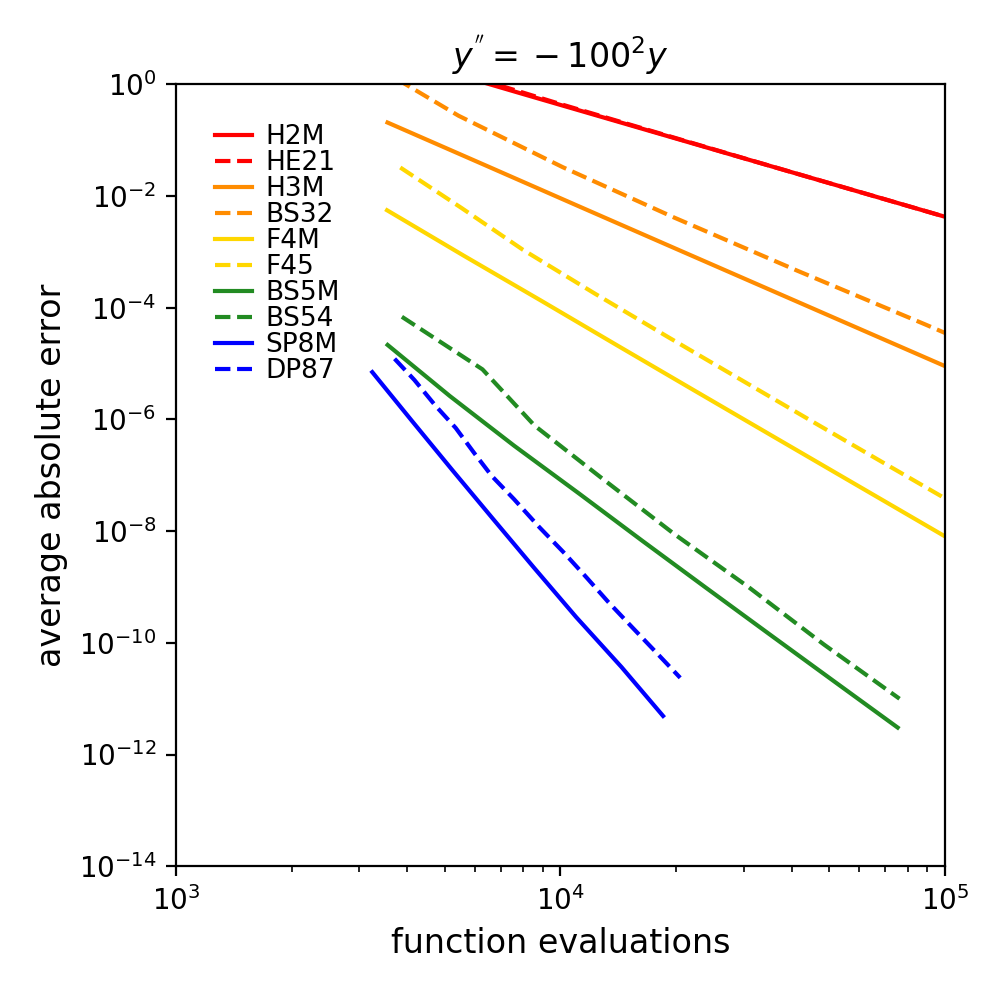 y″ = −100²y
average absolute error
10⁰
10⁻²
10⁻⁴
10⁻⁶
10⁻⁸
10⁻¹⁰
10⁻¹²
10⁻¹⁴
H2M
HE21
H3M
BS32
F4M
F45
BS5M
BS54
SP8M
DP87
10³
10⁴
10⁵
function evaluations